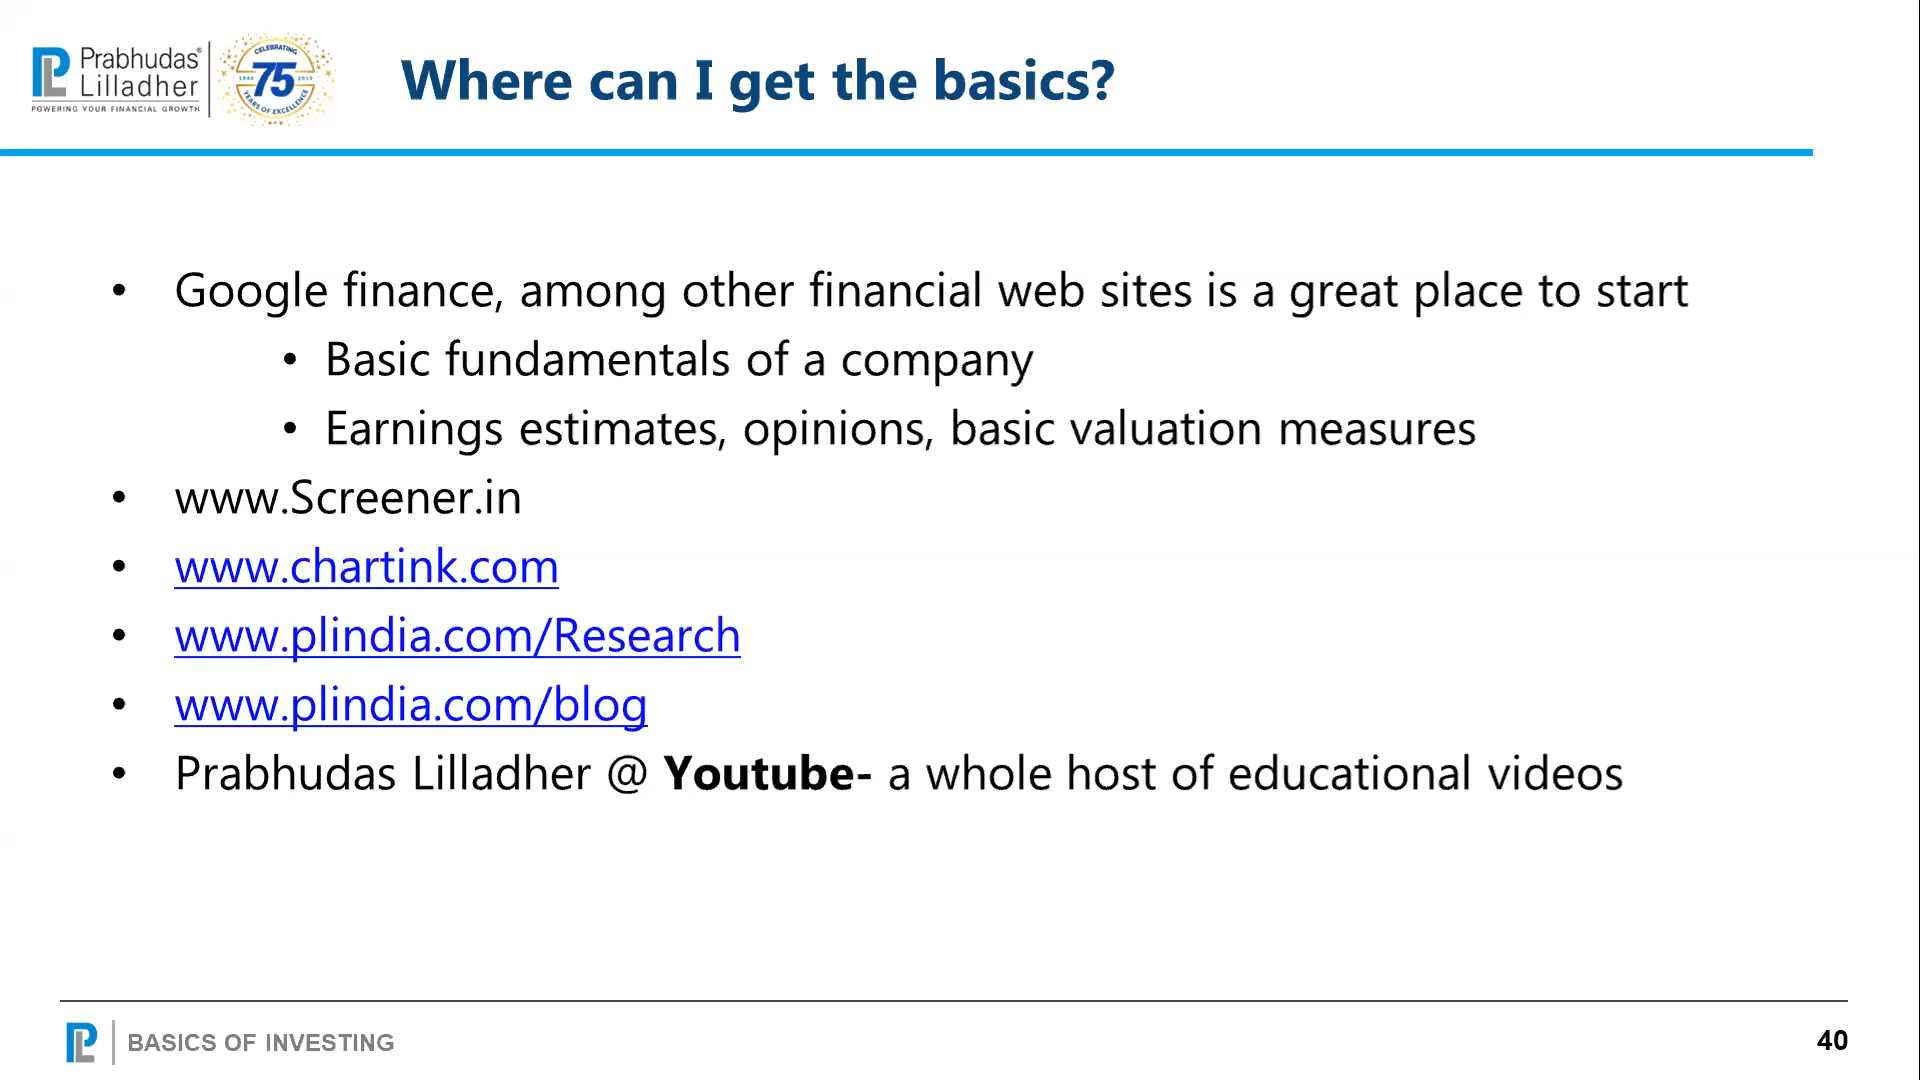 Prabhudas®
Lilladher
POWERING YOUR FINANCIAL GROWTH
CELEBRATING
1944 75 2019
YEARS OF EXCELLENCE
Where can I get the basics?
• Google finance, among other financial web sites is a great place to start
• Basic fundamentals of a company
• Earnings estimates, opinions, basic valuation measures
• www.Screener.in
• www.chartink.com
• www.plindia.com/Research
• www.plindia.com/blog
• Prabhudas Lilladher @ Youtube- a whole host of educational videos
BASICS OF INVESTING
40